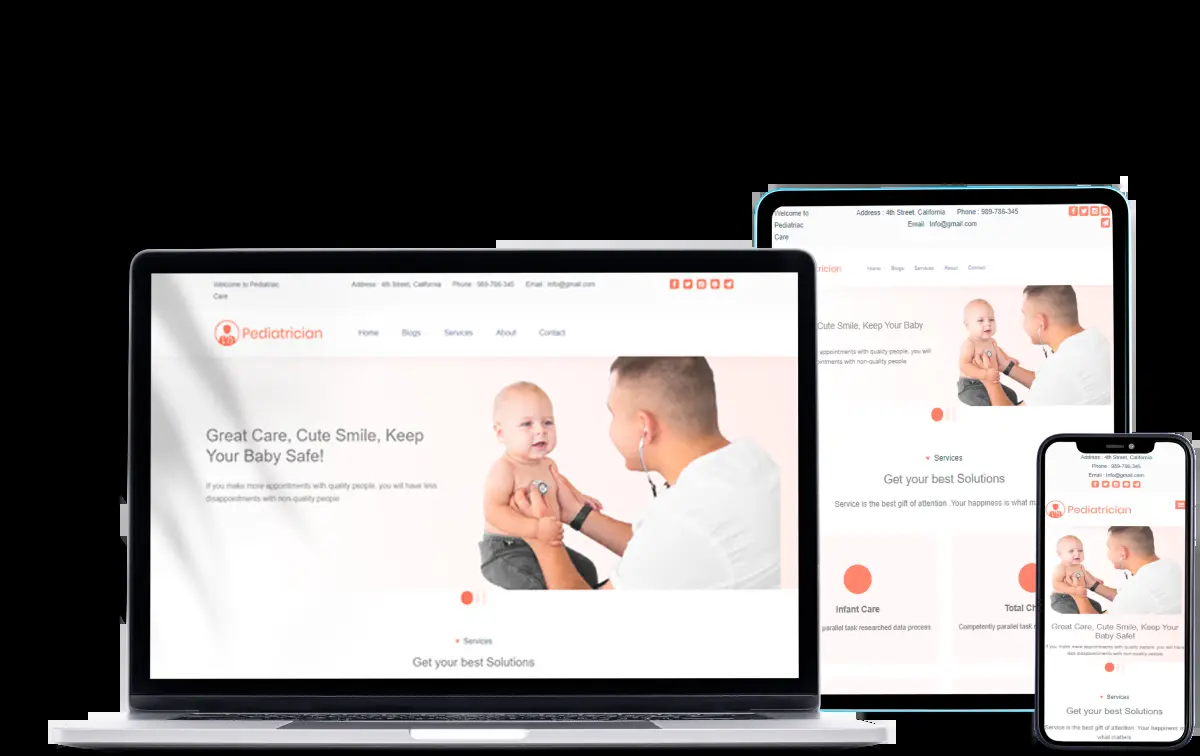 Welcome to Pediatriac
Care
Address : 4th Street, California Phone : 989-786-345 Email : Info@gmail.com
Pediatrician
Home Blogs Services About Contact
Great Care, Cute Smile, Keep
Your Baby Safe!
If you make more appointments with quality people, you will have less
disappointments with non-quality people
Services
Get your best Solutions
Welcome to
Pediatriac
Care
Address : 4th Street, California Phone : 989-786-345
Email : Info@gmail.com
rician
Home Blogs Services About Contact
Cute Smile, Keep Your Baby
appointments with quality people, you will
ointments with non-quality people
Services
Get your best Solutions
Service is the best gift of attention .Your happiness is what m
Infant Care
parallel task researched data process.
Total Ch
Competently parallel task
Address : 4th Street, California
Phone : 989-786-345
Email : Info@gmail.com
Pediatrician
Great Care, Cute Smile, Keep Your
Baby Safe!
If you make more appointments with quality people, you will have
less disappointments with non-quality people
Services
Get your best Solutions
Service is the best gift of attention .Your happiness is
what matters